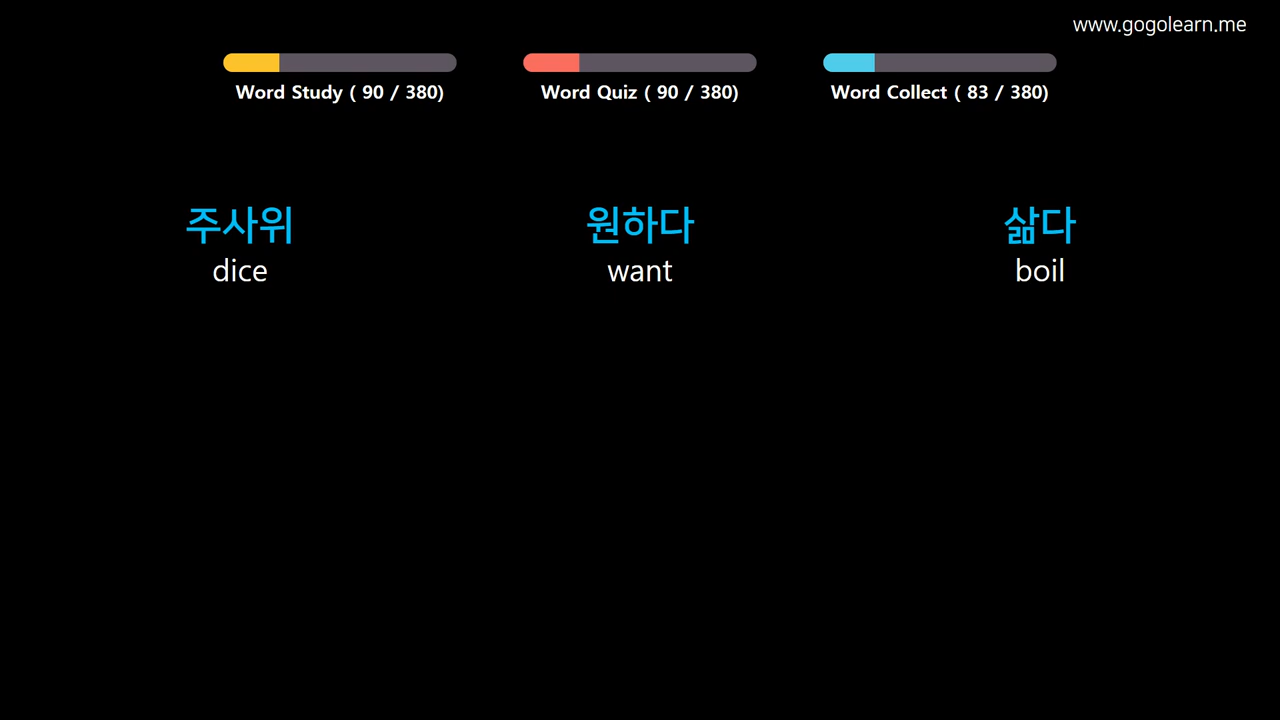 www.gogolearn.me
Word Study ( 90 / 380)
Word Quiz ( 90 / 380)
Word Collect ( 83 / 380)
주사위
dice
원하다
want
삶다
boil